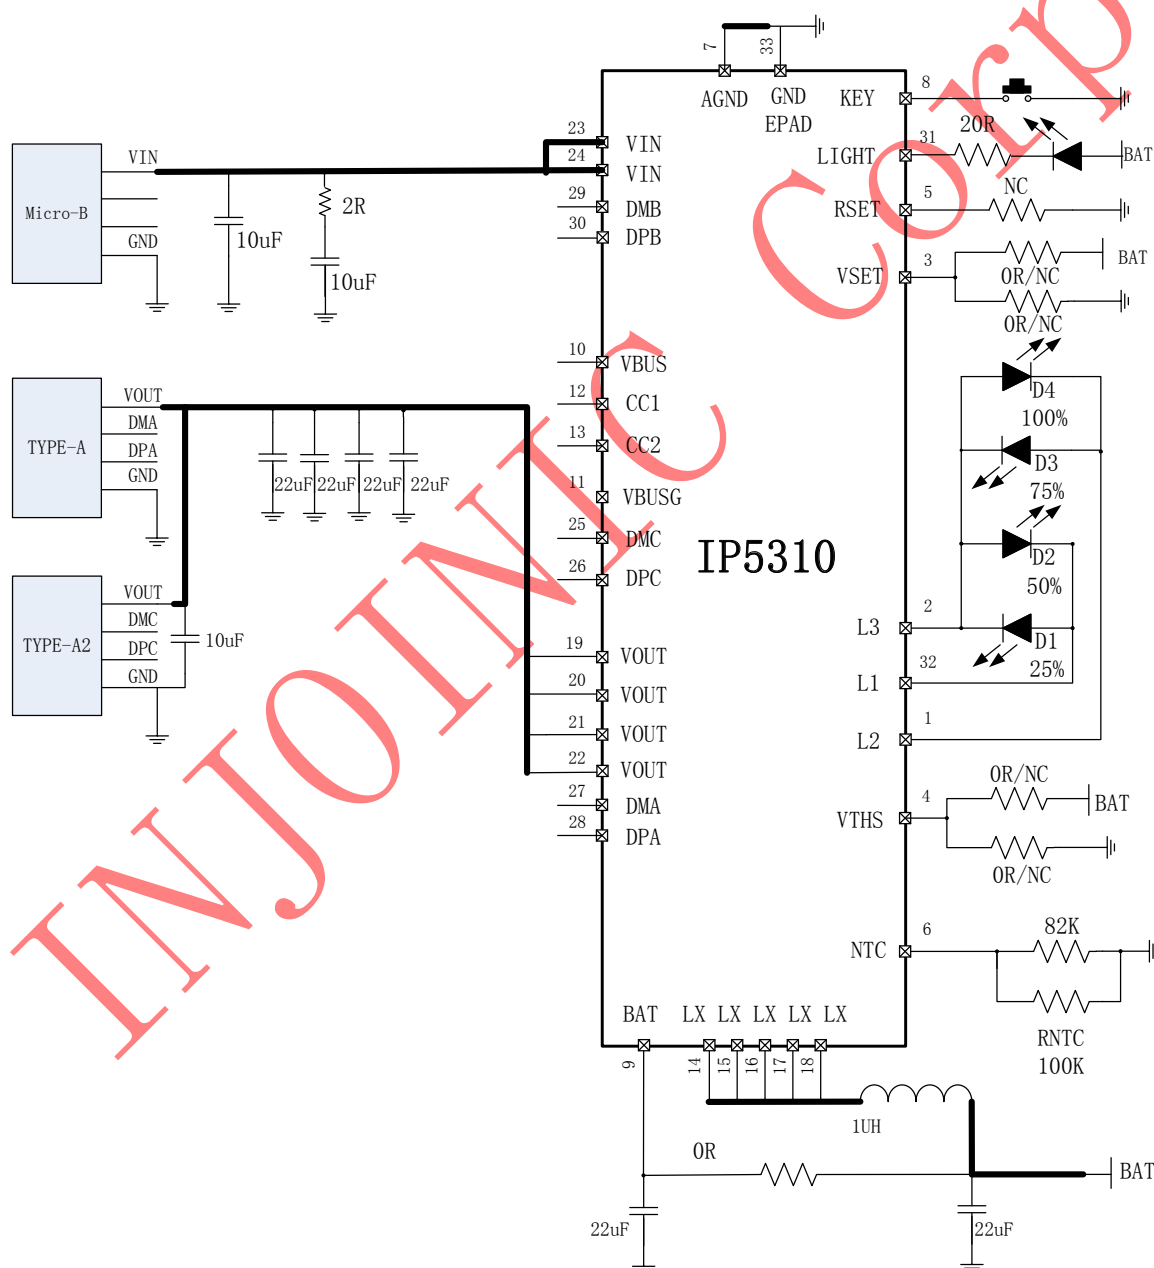 7
33
AGND
GND
EPAD
KEY
8
20R
31
LIGHT
BAT
NC
5
RSET
3
VSET
0R/NC
BAT
0R/NC
Micro-B
VIN
GND
10uF
2R
10uF
23
VIN
24
VIN
29
DMB
30
DPB
10
VBUS
12
CC1
13
CC2
11
VBUSG
25
DMC
26
DPC
TYPE-A
VOUT
DMA
DPA
GND
22uF
22uF
22uF
22uF
TYPE-A2
VOUT
DMC
DPC
GND
10uF
IP5310
D4
100%
D3
75%
D2
50%
D1
25%
2
L3
32
L1
1
L2
19
VOUT
20
VOUT
21
VOUT
22
VOUT
27
DMA
28
DPA
0R/NC
4
BAT
VTHS
0R/NC
6
82K
NTC
RNTC
100K
BAT
LX
LX
LX
LX
LX
9
14
15
16
17
18
1UH
0R
BAT
22uF
22uF
INJOINIC Corp